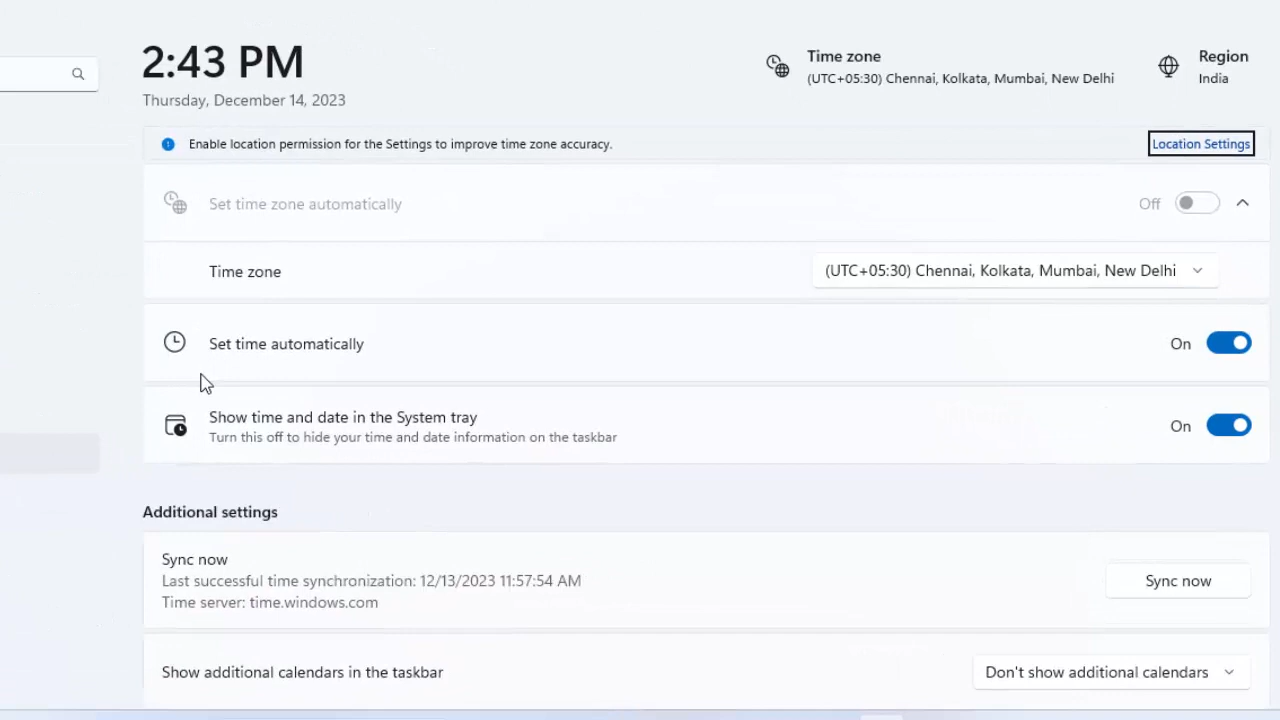 2:43 PM
Thursday, December 14, 2023
Time zone
(UTC+05:30) Chennai, Kolkata, Mumbai, New Delhi
Region
India
Enable location permission for the Settings to improve time zone accuracy.
Location Settings
Set time zone automatically
Off
Time zone
(UTC+05:30) Chennai, Kolkata, Mumbai, New Delhi
Set time automatically
On
Show time and date in the System tray
Turn this off to hide your time and date information on the taskbar
On
Additional settings
Sync now
Last successful time synchronization: 12/13/2023 11:57:54 AM
Time server: time.windows.com
Sync now
Show additional calendars in the taskbar
Don't show additional calendars